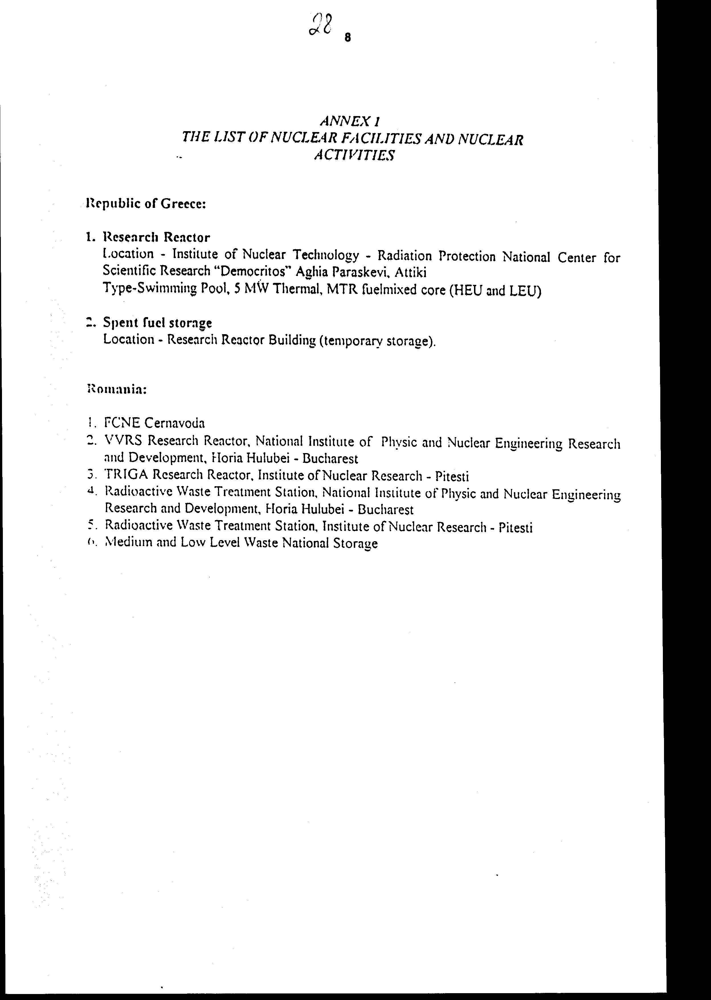 28
8
ANNEX 1
THE LIST OF NUCLEAR FACILITIES AND NUCLEAR
ACTIVITIES
Republic of Greece:
1. Research Reactor
Location - Institute of Nuclear Technology - Radiation Protection National Center for
Scientific Research “Democritos” Aghia Paraskevi, Attiki
Type-Swimming Pool, 5 MW Thermal, MTR fuelmixed core (HEU and LEU)
2. Spent fuel storage
Location - Research Reactor Building (temporary storage).
Romania:
1. FCNE Cernavoda
2. VVRS Research Reactor, National Institute of Physic and Nuclear Engineering Research
and Development, Horia Hulubei - Bucharest
3. TRIGA Research Reactor, Institute of Nuclear Research - Pitesti
4. Radioactive Waste Treatment Station, National Institute of Physic and Nuclear Engineering
Research and Development, Horia Hulubei - Bucharest
5. Radioactive Waste Treatment Station, Institute of Nuclear Research - Pitesti
6. Medium and Low Level Waste National Storage